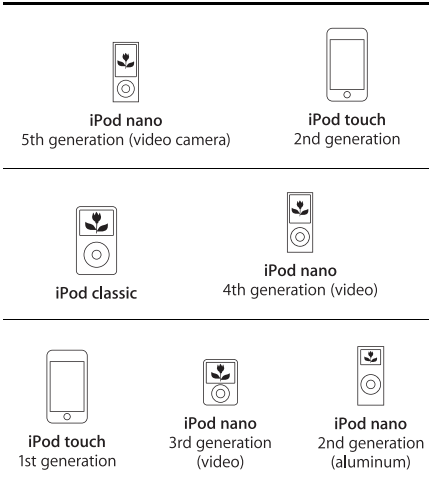 iPod nano
5th generation (video camera)
iPod touch
2nd generation
iPod classic
iPod nano
4th generation (video)
iPod touch
1st generation
iPod nano
3rd generation
(video)
iPod nano
2nd generation
(aluminum)